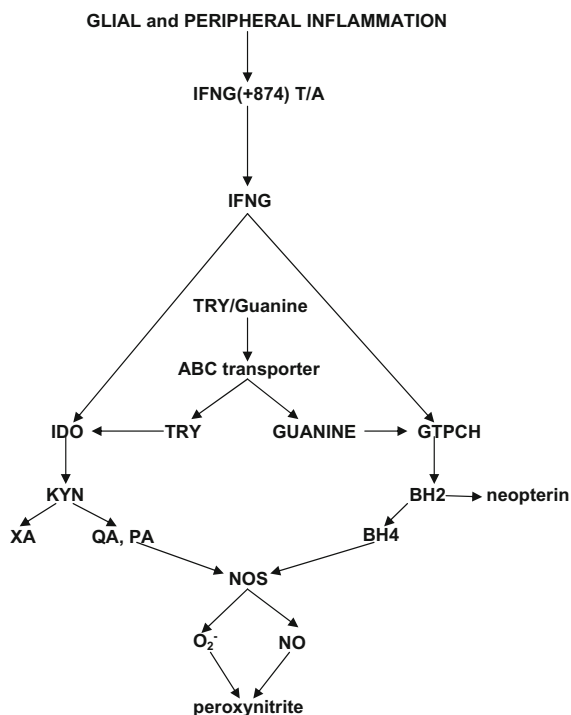 GLIAL and PERIPHERAL INFLAMMATION
IFNG(+874) T/A
IFNG
TRY/Guanine
ABC transporter
IDO TRY GUANINE GTPCH
KYN BH2 neopterin
XA QA, PA BH4
NOS
O₂⁻ NO
peroxynitrite